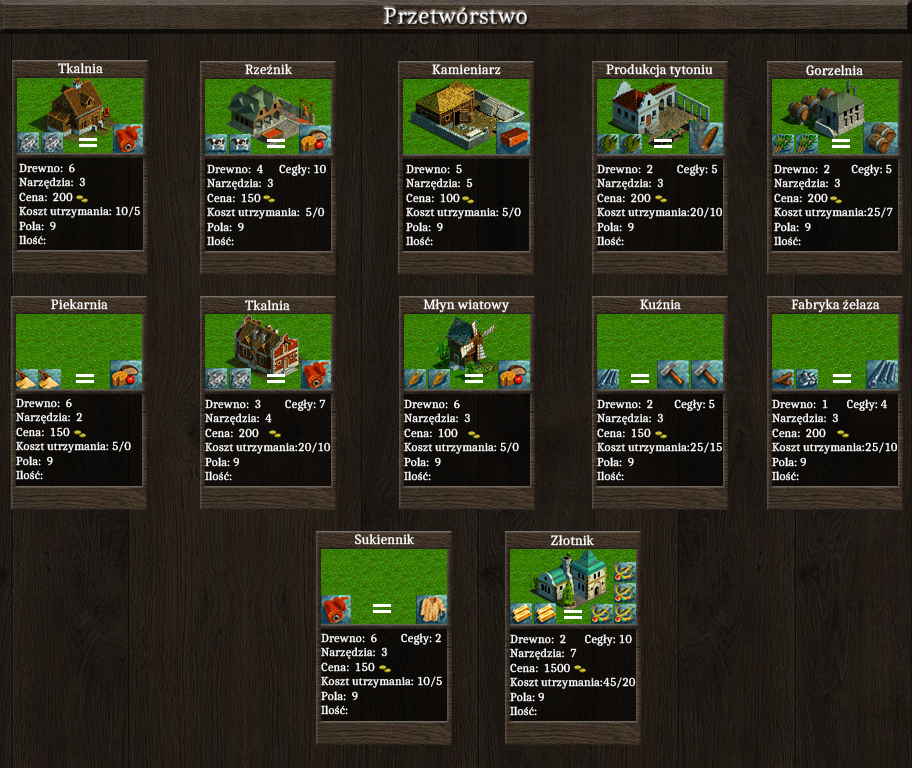 Przetwórstwo
Tkalnia
Drewno: 6
Narzędzia: 3
Cena: 200
Koszt utrzymania: 10/5
Pola: 9
Ilość:
Rzeźnik
Drewno: 4 Cegły: 10
Narzędzia: 3
Cena: 150
Koszt utrzymania: 5/0
Pola: 9
Ilość:
Kamieniarz
Drewno: 5
Narzędzia: 5
Cena: 100
Koszt utrzymania: 5/0
Pola: 9
Ilość:
Produkcja tytoniu
Drewno: 2 Cegły: 5
Narzędzia: 3
Cena: 200
Koszt utrzymania:20/10
Pola: 9
Ilość:
Gorzelnia
Drewno: 2 Cegły: 5
Narzędzia: 3
Cena: 200
Koszt utrzymania:25/7
Pola: 9
Ilość:
Piekarnia
Drewno: 6
Narzędzia: 2
Cena: 150
Koszt utrzymania: 5/0
Pola: 9
Ilość:
Tkalnia
Drewno: 3 Cegły: 7
Narzędzia: 4
Cena: 200
Koszt utrzymania:20/10
Pola: 9
Ilość:
Młyn wiatowy
Drewno: 6
Narzędzia: 3
Cena: 100
Koszt utrzymania: 5/0
Pola: 9
Ilość:
Kuźnia
Drewno: 2 Cegły: 5
Narzędzia: 3
Cena: 150
Koszt utrzymania:25/15
Pola: 9
Ilość:
Fabryka żelaza
Drewno: 1 Cegły: 4
Narzędzia: 3
Cena: 200
Koszt utrzymania:25/10
Pola: 9
Ilość:
Sukiennik
Drewno: 6 Cegły: 2
Narzędzia: 3
Cena: 150
Koszt utrzymania: 10/5
Pola: 9
Ilość:
Złotnik
Drewno: 2 Cegły: 10
Narzędzia: 7
Cena: 1500
Koszt utrzymania:45/20
Pola: 9
Ilość: